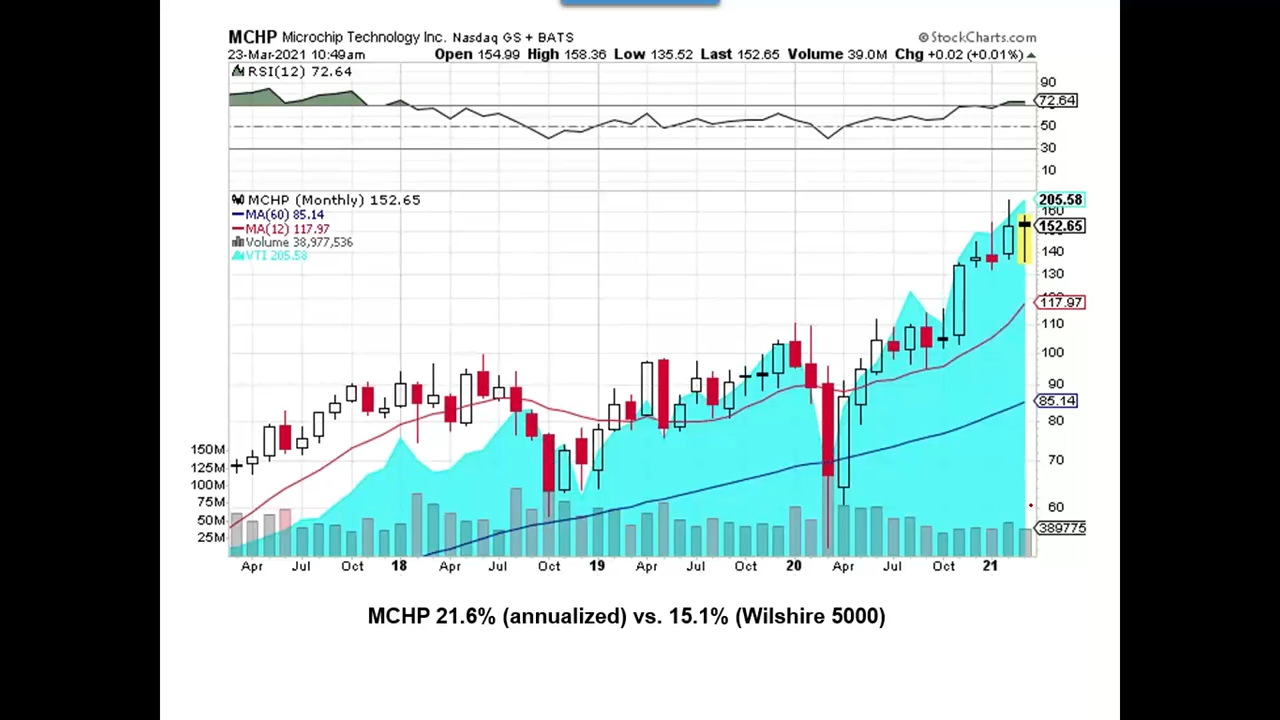 MCHP Microchip Technology Inc. Nasdaq GS + BATS
© StockCharts.com
23-Mar-2021 10:49am
Open 154.99 High 158.36 Low 135.52 Last 152.65 Volume 39.0M Chg +0.02 (+0.01%)
RSI(12) 72.64
90
72.64
50
30
10
MCHP (Monthly) 152.65
MA(60) 85.14
MA(12) 117.97
Volume 38,977,536
VTI 205.58
205.58
160
152.65
140
130
117.97
110
100
90
85.14
80
70
60
389775
150M
125M
100M
75M
50M
25M
Apr Jul Oct 18 Apr Jul Oct 19 Apr Jul Oct 20 Apr Jul Oct 21
MCHP 21.6% (annualized) vs. 15.1% (Wilshire 5000)